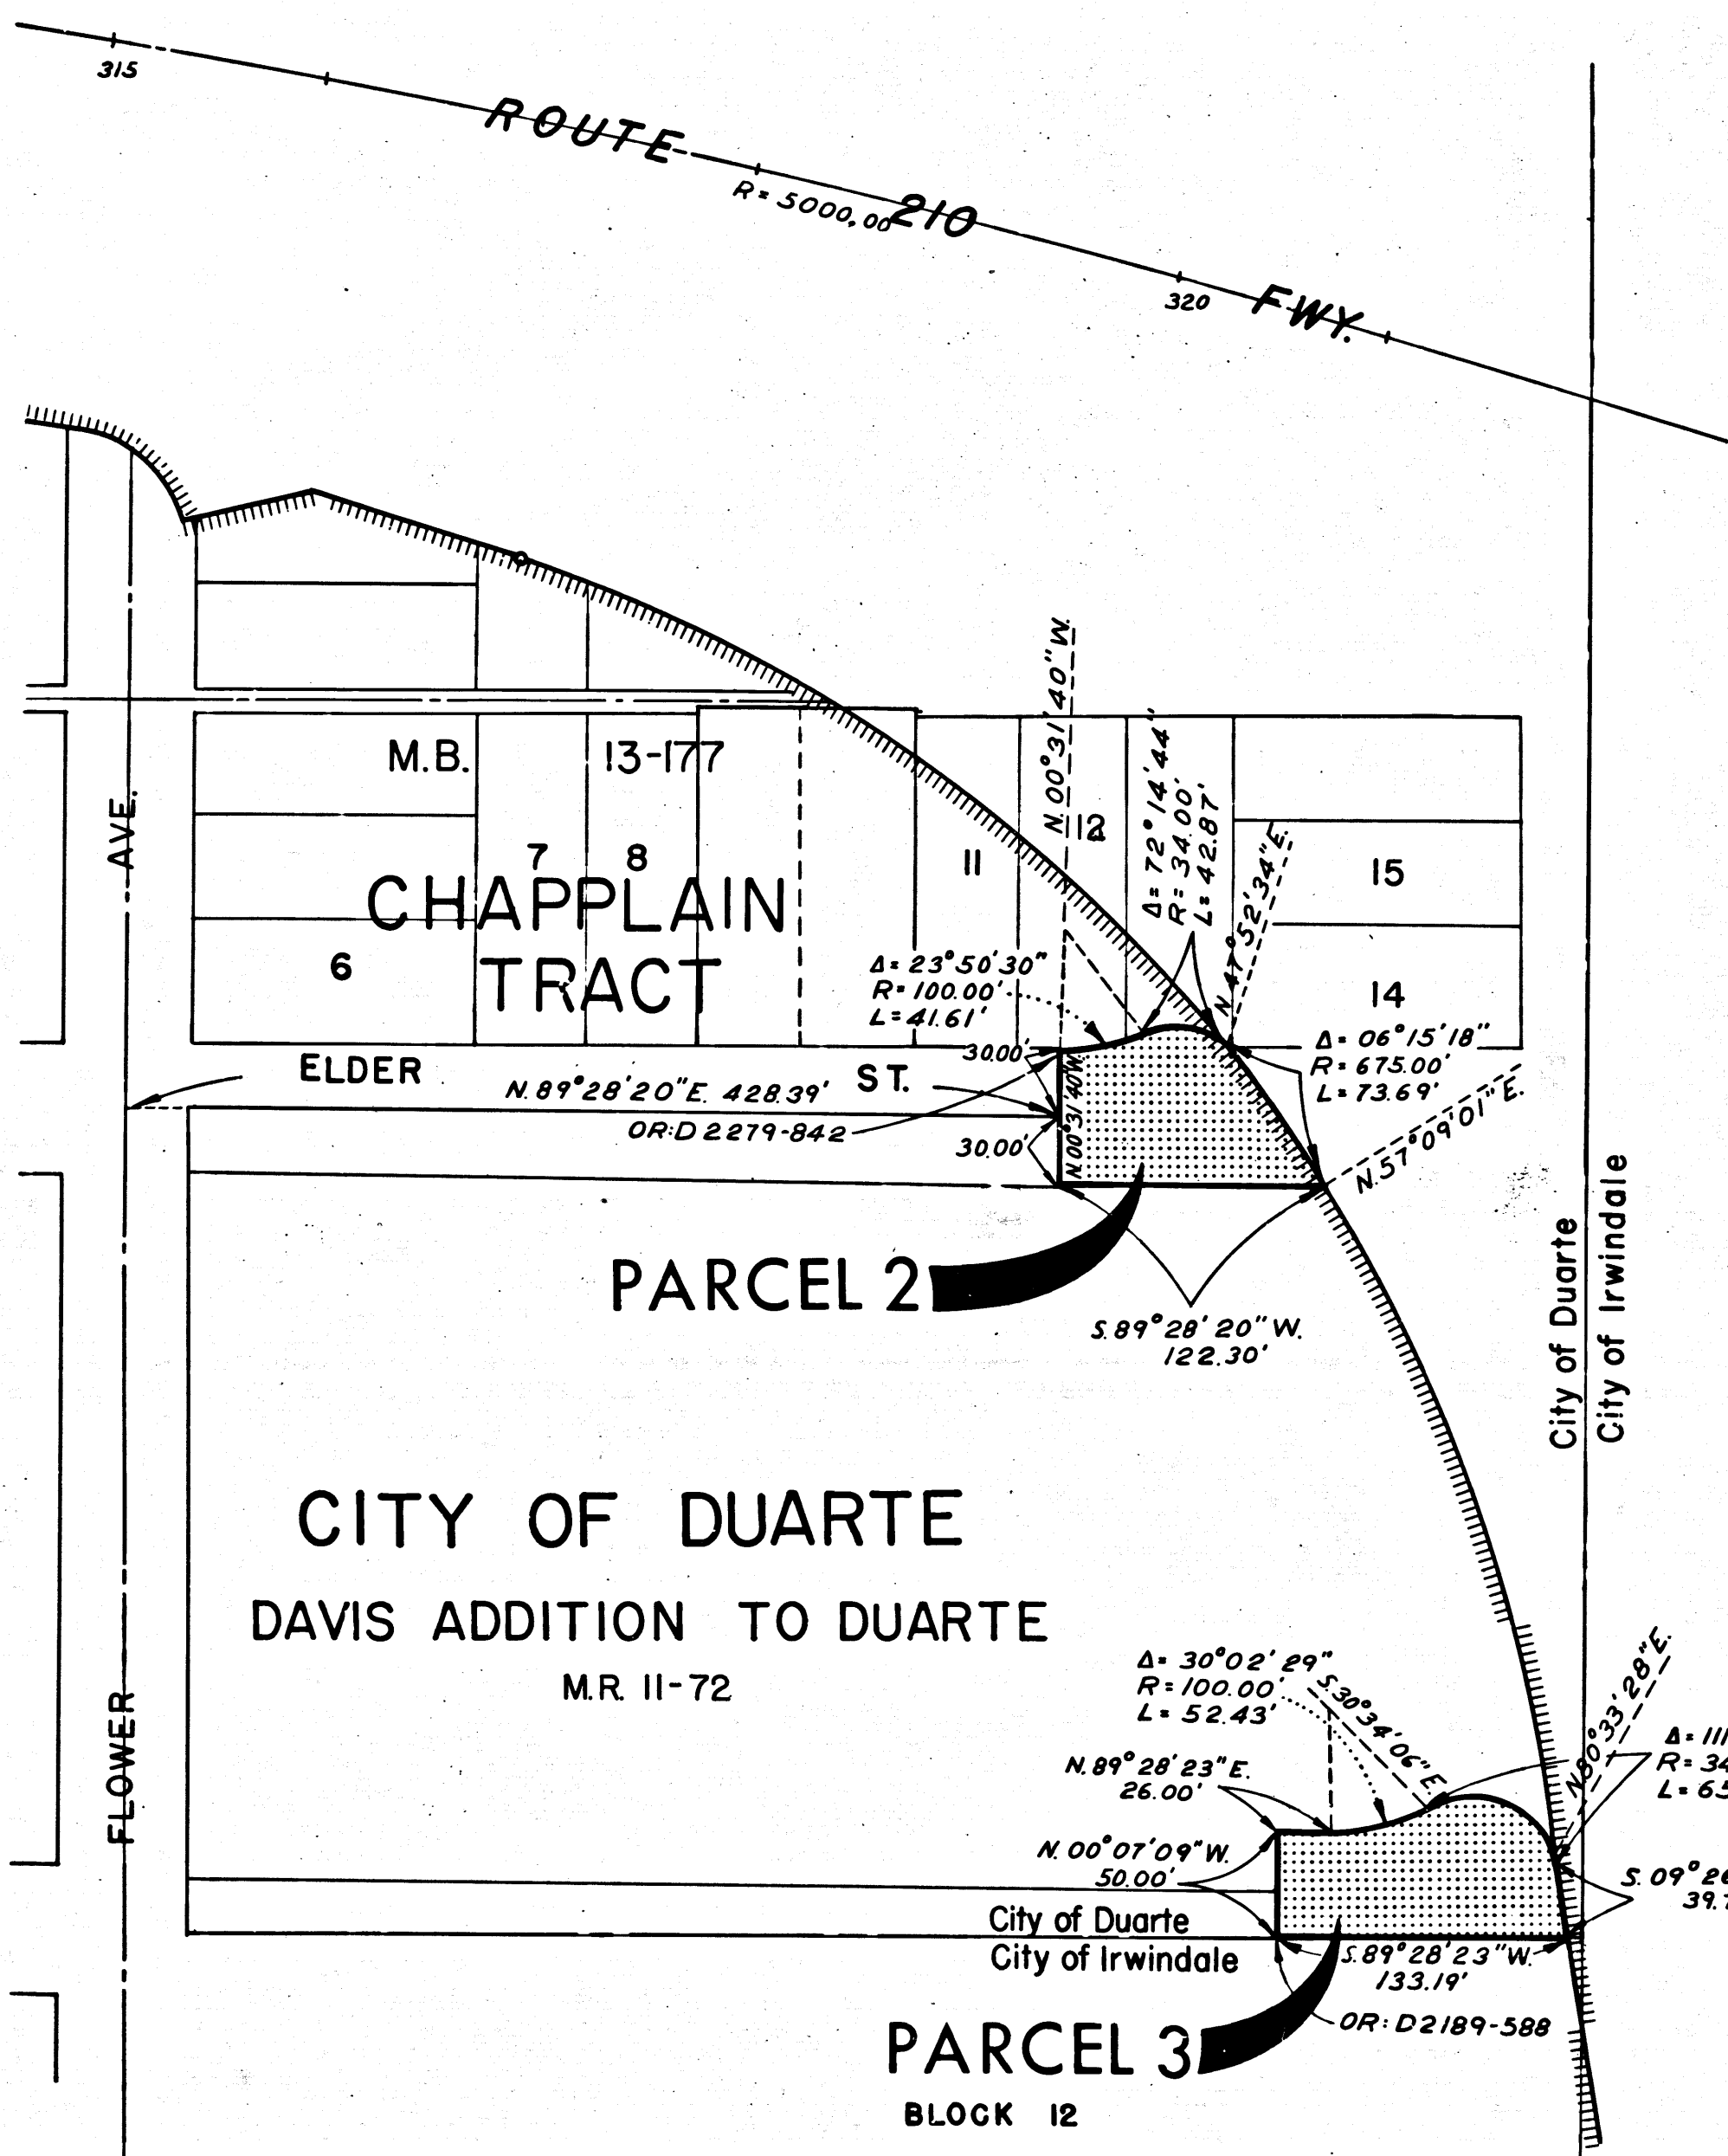 315
ROUTE 210 FWY.
R= 5000.00
320
N. 00°31'40"W.
M.B. 13-177
AVE.
7
8
11
12
Δ= 72°14'44"
R= 34.00'
L= 42.87'
N. 47°52'34"E.
15
CHAPPLAIN
TRACT
6
Δ= 23°50'30"
R= 100.00'
L= 41.61'
14
30.00'
Δ= 06°15'18"
R= 675.00'
L= 73.69'
ELDER ST.
N. 89°28'20"E. 428.39'
N 00°31'40"W.
OR: D 2279-842
30.00'
N. 57°09'01"E.
PARCEL 2
S. 89°28'20"W.
122.30'
City of Duarte
City of Irwindale
CITY OF DUARTE
DAVIS ADDITION TO DUARTE
M.R. 11-72
FLOWER
Δ= 30°02'29"
R= 100.00'
L= 52.43'
S. 30°34'06"E.
N 80°33'28"E.
Δ= 111
R= 34
L= 65
N. 89°28'23"E.
26.00'
N. 00°07'09"W.
50.00'
S. 09°26
39.
City of Duarte
City of Irwindale
S. 89°28'23"W.
133.19'
OR: D2189-588
PARCEL 3
BLOCK 12